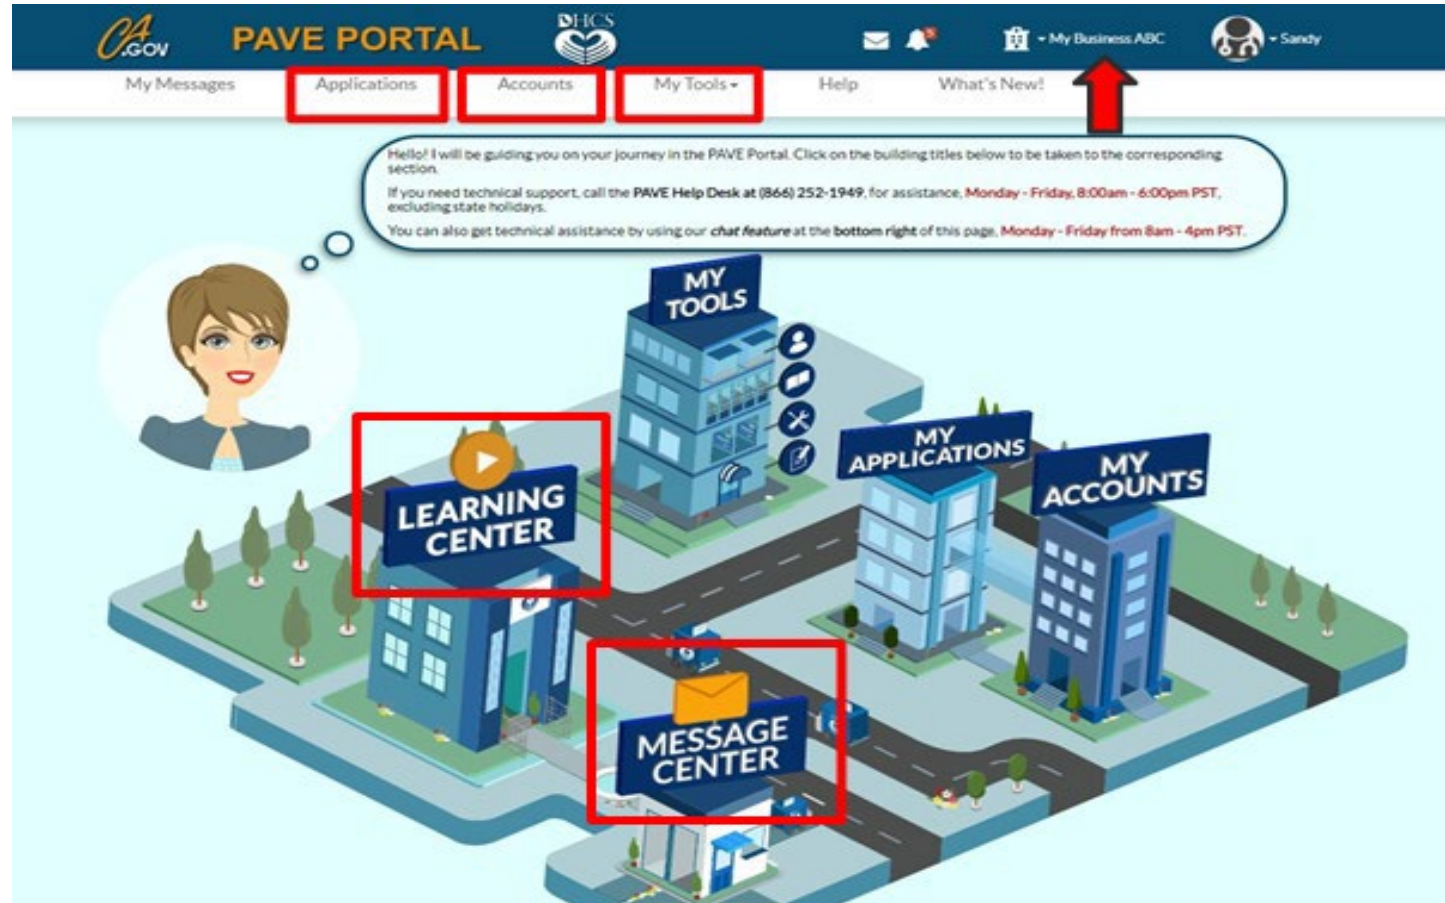 CA.GOV PAVE PORTAL DHCS My Business ABC Sandy
My Messages Applications Accounts My Tools Help What's New!
Hello! I will be guiding you on your journey in the PAVE Portal. Click on the building titles below to be taken to the corresponding
section.
If you need technical support, call the PAVE Help Desk at (866) 252-1949, for assistance, Monday - Friday, 8:00am - 6:00pm PST,
excluding state holidays.
You can also get technical assistance by using our chat feature at the bottom right of this page, Monday - Friday from 8am - 4pm PST.
MY
TOOLS
MY
APPLICATIONS
MY
ACCOUNTS
LEARNING
CENTER
MESSAGE
CENTER